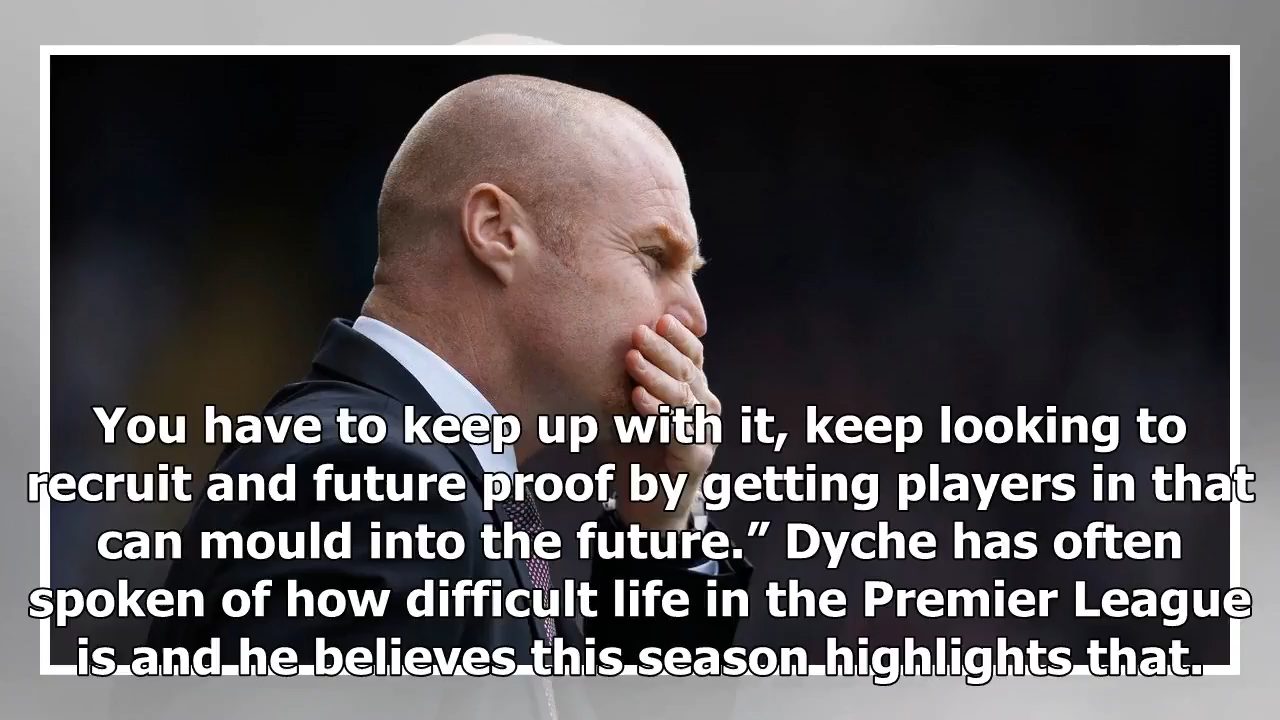 You have to keep up with it, keep looking to
recruit and future proof by getting players in that
can mould into the future.” Dyche has often
spoken of how difficult life in the Premier League
is and he believes this season highlights that.